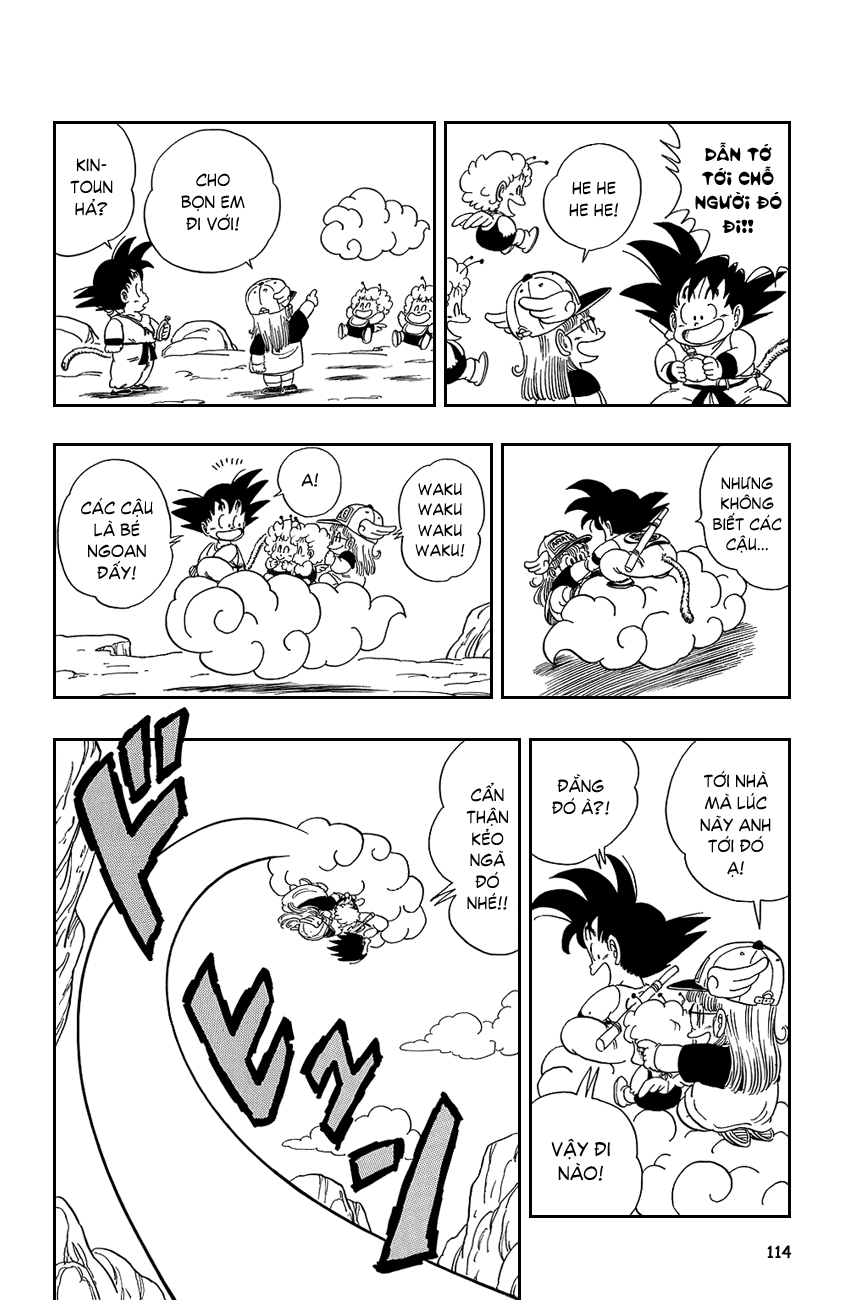 DẪN TỚ
TỚI CHỖ
NGƯỜI ĐÓ
ĐI!!
HE HE
HE HE!
CHO
BỌN EM
ĐI VỚI!
KIN-
TOUN
HẢ?
NHƯNG
KHÔNG
BIẾT CÁC
CẬU...
WAKU
WAKU
WAKU
WAKU!
A!
CÁC CẬU
LÀ BÉ
NGOAN
ĐẤY!
TỚI NHÀ
MÀ LÚC
NÃY ANH
TỚI ĐÓ
Ạ!
ĐẰNG
ĐÓ À?!
VẬY ĐI
NÀO!
CẨN
THẬN
KẺO
NGÃ
ĐÓ
NHÉ!!
ドビューン
114